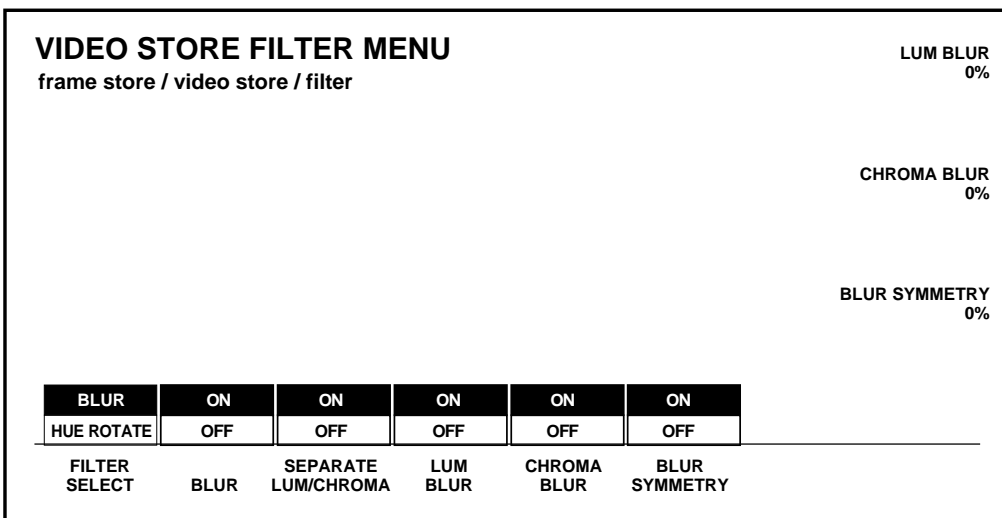 VIDEO STORE FILTER MENU
frame store / video store / filter
LUM BLUR
0%
CHROMA BLUR
0%
BLUR SYMMETRY
0%
BLUR ON ON ON ON ON
HUE ROTATE OFF OFF OFF OFF OFF
FILTER SELECT
BLUR
SEPARATE LUM/CHROMA
LUM BLUR
CHROMA BLUR
BLUR SYMMETRY